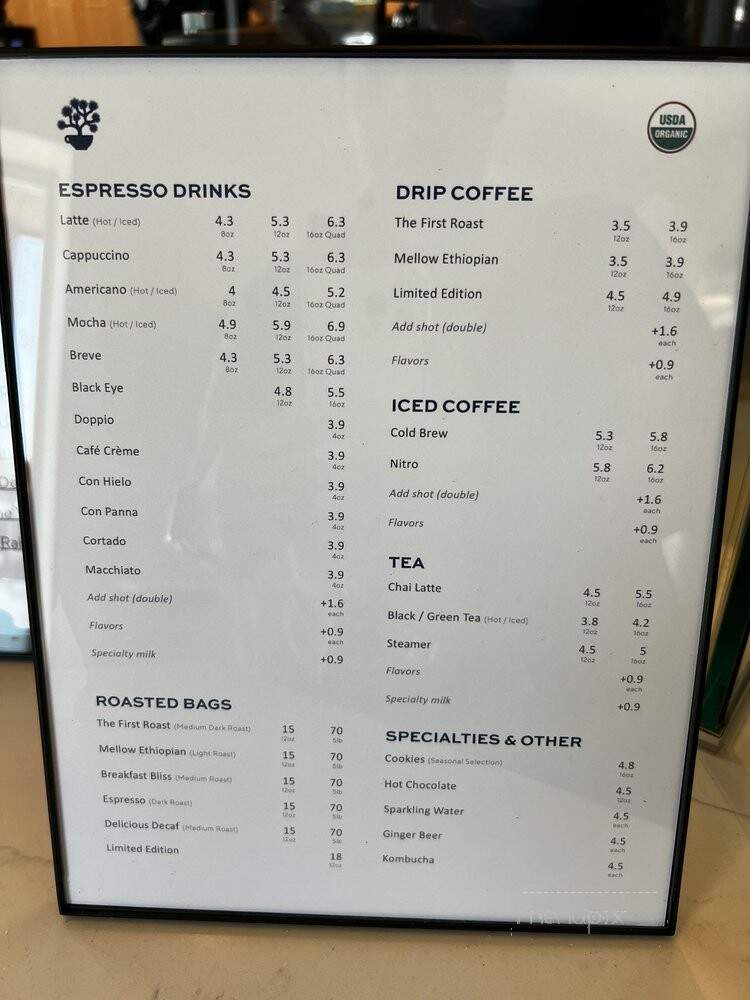 USDA
ORGANIC
ESPRESSO DRINKS
Latte (Hot / Iced) 4.3 5.3 6.3
8oz 12oz 16oz Quad
Cappuccino 4.3 5.3 6.3
8oz 12oz 16oz Quad
Americano (Hot / Iced) 4 4.5 5.2
8oz 12oz 16oz Quad
Mocha (Hot / Iced) 4.9 5.9 6.9
8oz 12oz 16oz Quad
Breve 4.3 5.3 6.3
8oz 12oz 16oz Quad
Black Eye 4.8 5.5
12oz 16oz
Doppio 3.9
4oz
Café Crème 3.9
4oz
Con Hielo 3.9
4oz
Con Panna 3.9
4oz
Cortado 3.9
4oz
Macchiato 3.9
4oz
Add shot (double) +1.6
each
Flavors +0.9
each
Specialty milk +0.9
ROASTED BAGS
The First Roast (Medium Dark Roast) 15 70
12oz 5lb
Mellow Ethiopian (Light Roast) 15 70
12oz 5lb
Breakfast Bliss (Medium Roast) 15 70
12oz 5lb
Espresso (Dark Roast) 15 70
12oz 5lb
Delicious Decaf (Medium Roast) 15 70
12oz 5lb
Limited Edition 18
12oz
DRIP COFFEE
The First Roast 3.5 3.9
12oz 16oz
Mellow Ethiopian 3.5 3.9
12oz 16oz
Limited Edition 4.5 4.9
12oz 16oz
Add shot (double) +1.6
each
Flavors +0.9
each
ICED COFFEE
Cold Brew 5.3 5.8
12oz 16oz
Nitro 5.8 6.2
12oz 16oz
Add shot (double) +1.6
each
Flavors +0.9
each
TEA
Chai Latte 4.5 5.5
12oz 16oz
Black / Green Tea (Hot / Iced) 3.8 4.2
12oz 16oz
Steamer 4.5 5
12oz 16oz
Flavors +0.9
each
Specialty milk +0.9
SPECIALTIES & OTHER
Cookies (Seasonal Selection) 4.8
16oz
Hot Chocolate 4.5
12oz
Sparkling Water 4.5
each
Ginger Beer 4.5
each
Kombucha 4.5
each
menupix